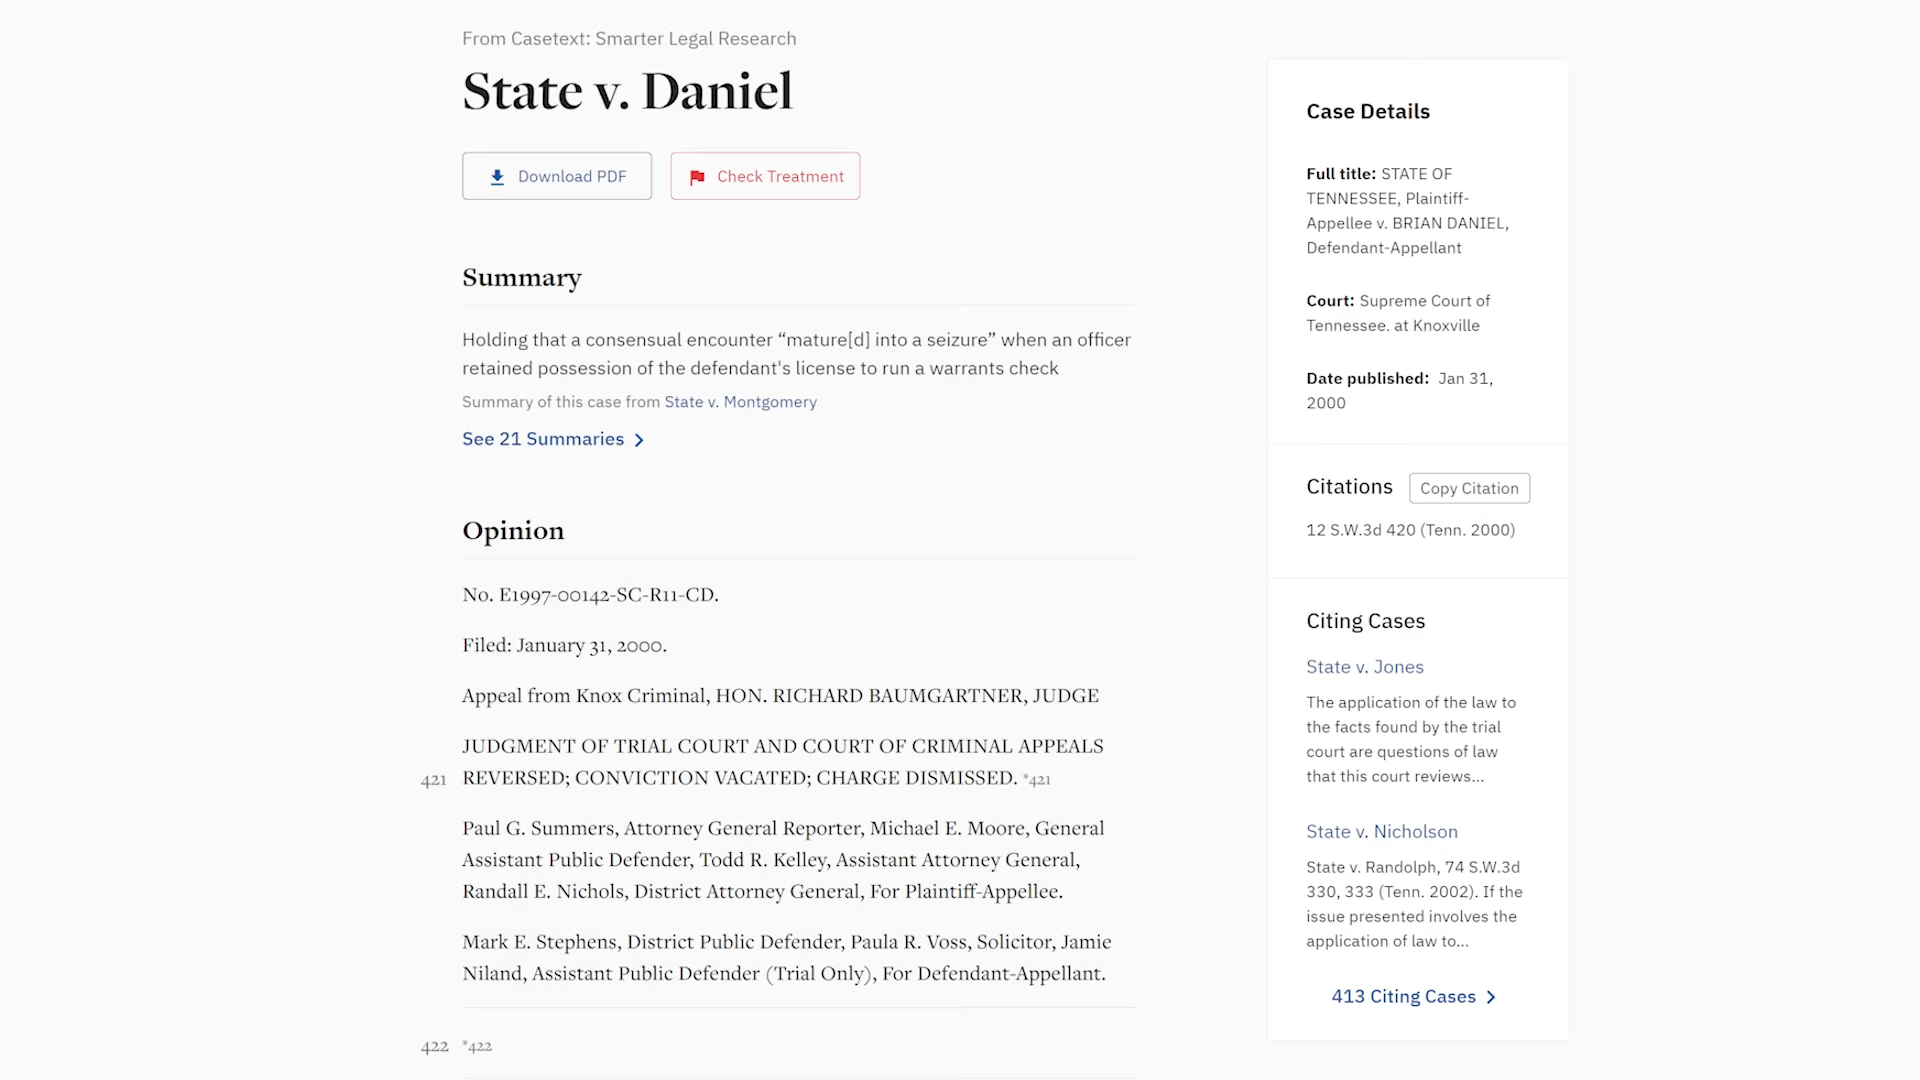 From Casetext: Smarter Legal Research
State v. Daniel
Download PDF
Check Treatment
Summary
Holding that a consensual encounter “mature[d] into a seizure” when an officer
retained possession of the defendant's license to run a warrants check
Summary of this case from State v. Montgomery
See 21 Summaries
Opinion
No. E1997-00142-SC-R11-CD.
Filed: January 31, 2000.
Appeal from Knox Criminal, HON. RICHARD BAUMGARTNER, JUDGE
JUDGMENT OF TRIAL COURT AND COURT OF CRIMINAL APPEALS
421 REVERSED; CONVICTION VACATED; CHARGE DISMISSED. *421
Paul G. Summers, Attorney General Reporter, Michael E. Moore, General
Assistant Public Defender, Todd R. Kelley, Assistant Attorney General,
Randall E. Nichols, District Attorney General, For Plaintiff-Appellee.
Mark E. Stephens, District Public Defender, Paula R. Voss, Solicitor, Jamie
Niland, Assistant Public Defender (Trial Only), For Defendant-Appellant.
422 *422
Case Details
Full title: STATE OF
TENNESSEE, Plaintiff-
Appellee v. BRIAN DANIEL,
Defendant-Appellant
Court: Supreme Court of
Tennessee. at Knoxville
Date published: Jan 31,
2000
Citations
Copy Citation
12 S.W.3d 420 (Tenn. 2000)
Citing Cases
State v. Jones
The application of the law to
the facts found by the trial
court are questions of law
that this court reviews...
State v. Nicholson
State v. Randolph, 74 S.W.3d
330, 333 (Tenn. 2002). If the
issue presented involves the
application of law to...
413 Citing Cases